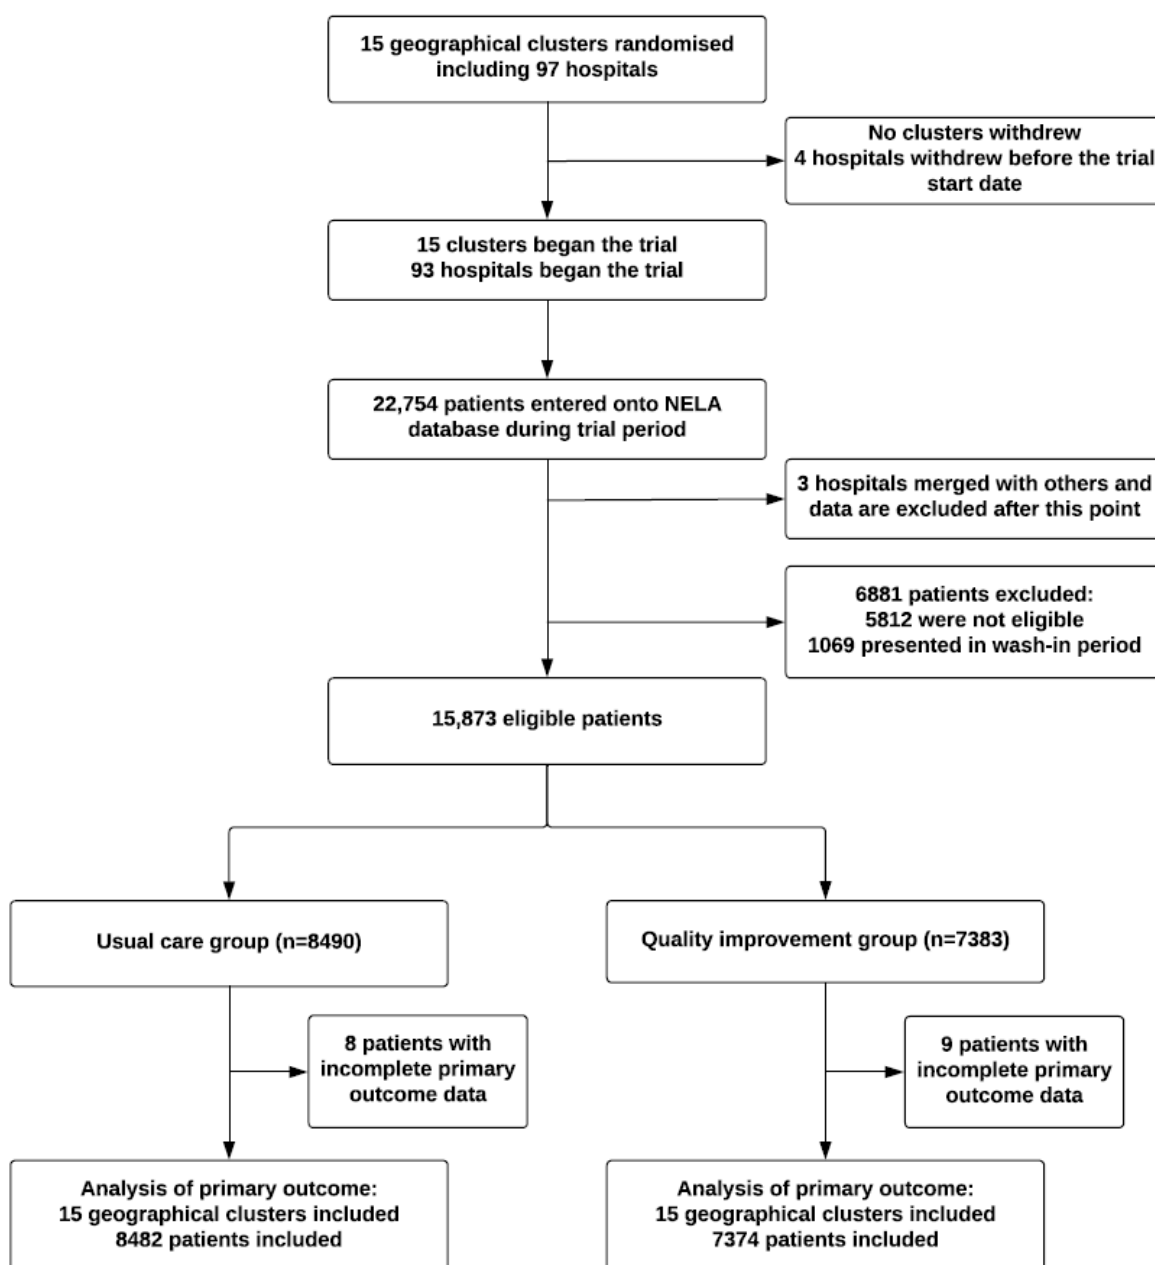 15 geographical clusters randomised
including 97 hospitals
No clusters withdrew
4 hospitals withdrew before the trial
start date
15 clusters began the trial
93 hospitals began the trial
22,754 patients entered onto NELA
database during trial period
3 hospitals merged with others and
data are excluded after this point
6881 patients excluded:
5812 were not eligible
1069 presented in wash-in period
15,873 eligible patients
Usual care group (n=8490)
Quality improvement group (n=7383)
8 patients with
incomplete primary
outcome data
9 patients with
incomplete primary
outcome data
Analysis of primary outcome:
15 geographical clusters included
8482 patients included
Analysis of primary outcome:
15 geographical clusters included
7374 patients included